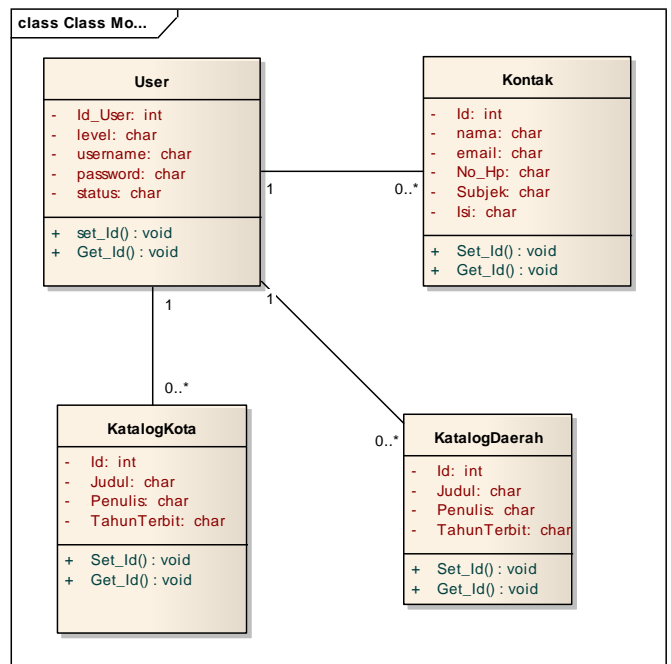 class Class Mo...
User
- Id_User: int
- level: char
- username: char
- password: char
- status: char
+ set_Id() : void
+ Get_Id() : void
Kontak
- Id: int
- nama: char
- email: char
- No_Hp: char
- Subjek: char
- Isi: char
+ Set_Id() : void
+ Get_Id() : void
1
0..*
1
1
0..*
0..*
KatalogKota
- Id: int
- Judul: char
- Penulis: char
- TahunTerbit: char
+ Set_Id() : void
+ Get_Id() : void
KatalogDaerah
- Id: int
- Judul: char
- Penulis: char
- TahunTerbit: char
+ Set_Id() : void
+ Get_Id() : void